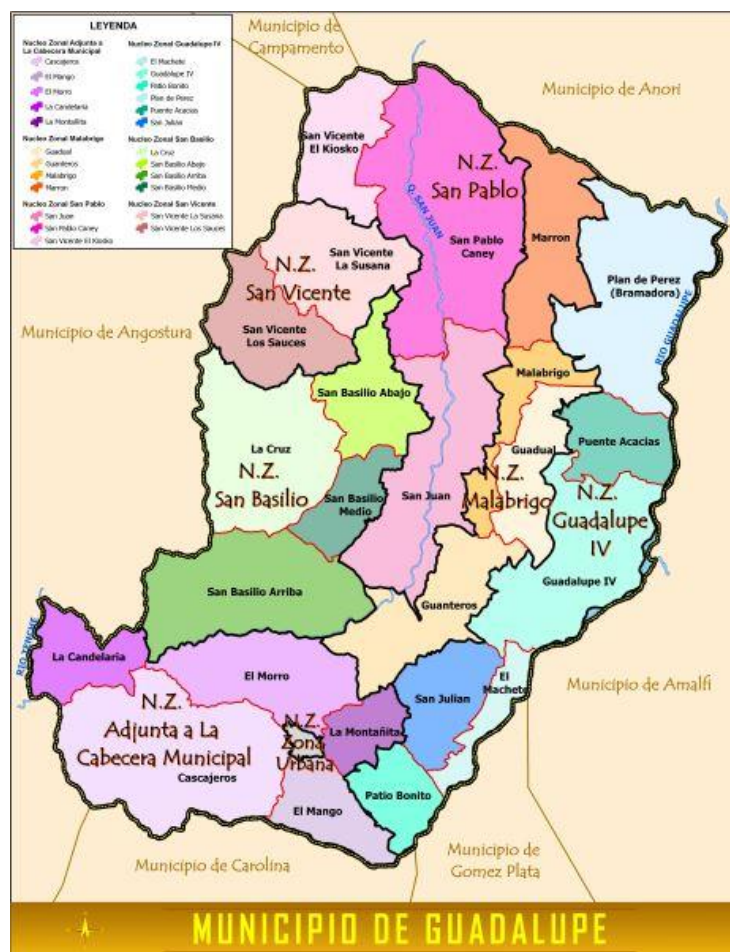 LEYENDA
Nucleo Zonal Adjunta a
La Cabecera Municipal
Cascajeros
El Mango
El Morro
La Candelaria
La Montañita
Nucleo Zonal Malabrigo
Guadual
Guanteros
Malabrigo
Marron
Nucleo Zonal San Pablo
San Juan
San Pablo Caney
San Vicente El Kiosko
Nucleo Zonal Guadalupe IV
El Machete
Guadalupe IV
Patio Bonito
Plan de Perez
Puente Acacias
San Julian
Nucleo Zonal San Basilio
La Cruz
San Basilio Abajo
San Basilio Arriba
San Basilio Medio
Nucleo Zonal San Vicente
San Vicente La Susana
San Vicente Los Sauces
Municipio de
Campamento
Municipio de Anori
San Vicente
El Kiosko
N.Z.
San Pablo
Q. SAN JUAN
San Pablo
Caney
Marron
Plan de Perez
(Bramadora)
RIO GUADALUPE
San Vicente
La Susana
N.Z.
San Vicente
San Vicente
Los Sauces
Municipio de Angostura
Malabrigo
San Basilio Abajo
La Cruz
N.Z.
San Basilio
San Basilio
Medio
San Juan
Guadual
N.Z.
Malabrigo
Puente Acacias
N.Z.
Guadalupe
IV
Guadalupe IV
San Basilio Arriba
Guanteros
RIO TENCHE
La Candelaria
El Morro
San Julian
El
Machete
Municipio de Amalfi
N.Z.
Adjunta a La
Cabecera Municipal
Cascajeros
N.Z.
Zona
Urbana
La Montañita
El Mango
Patio Bonito
Municipio de Carolina
Municipio de
Gomez Plata
MUNICIPIO DE GUADALUPE